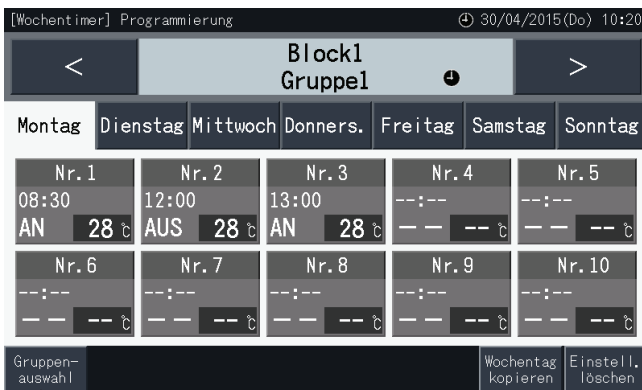 [Wochentimer] Programmierung 30/04/2015(Do) 10:20
< Block1 >
Gruppe1
Montag Dienstag Mittwoch Donners. Freitag Samstag Sonntag
Nr.1 Nr.2 Nr.3 Nr.4 Nr.5
08:30 12:00 13:00 --:-- --:--
AN 28℃ AUS 28℃ AN 28℃ -- --℃ -- --℃
Nr.6 Nr.7 Nr.8 Nr.9 Nr.10
--:-- --:-- --:-- --:-- --:--
-- --℃ -- --℃ -- --℃ -- --℃ -- --℃
Gruppen- Wochentag Einstell.
auswahl kopieren löschen